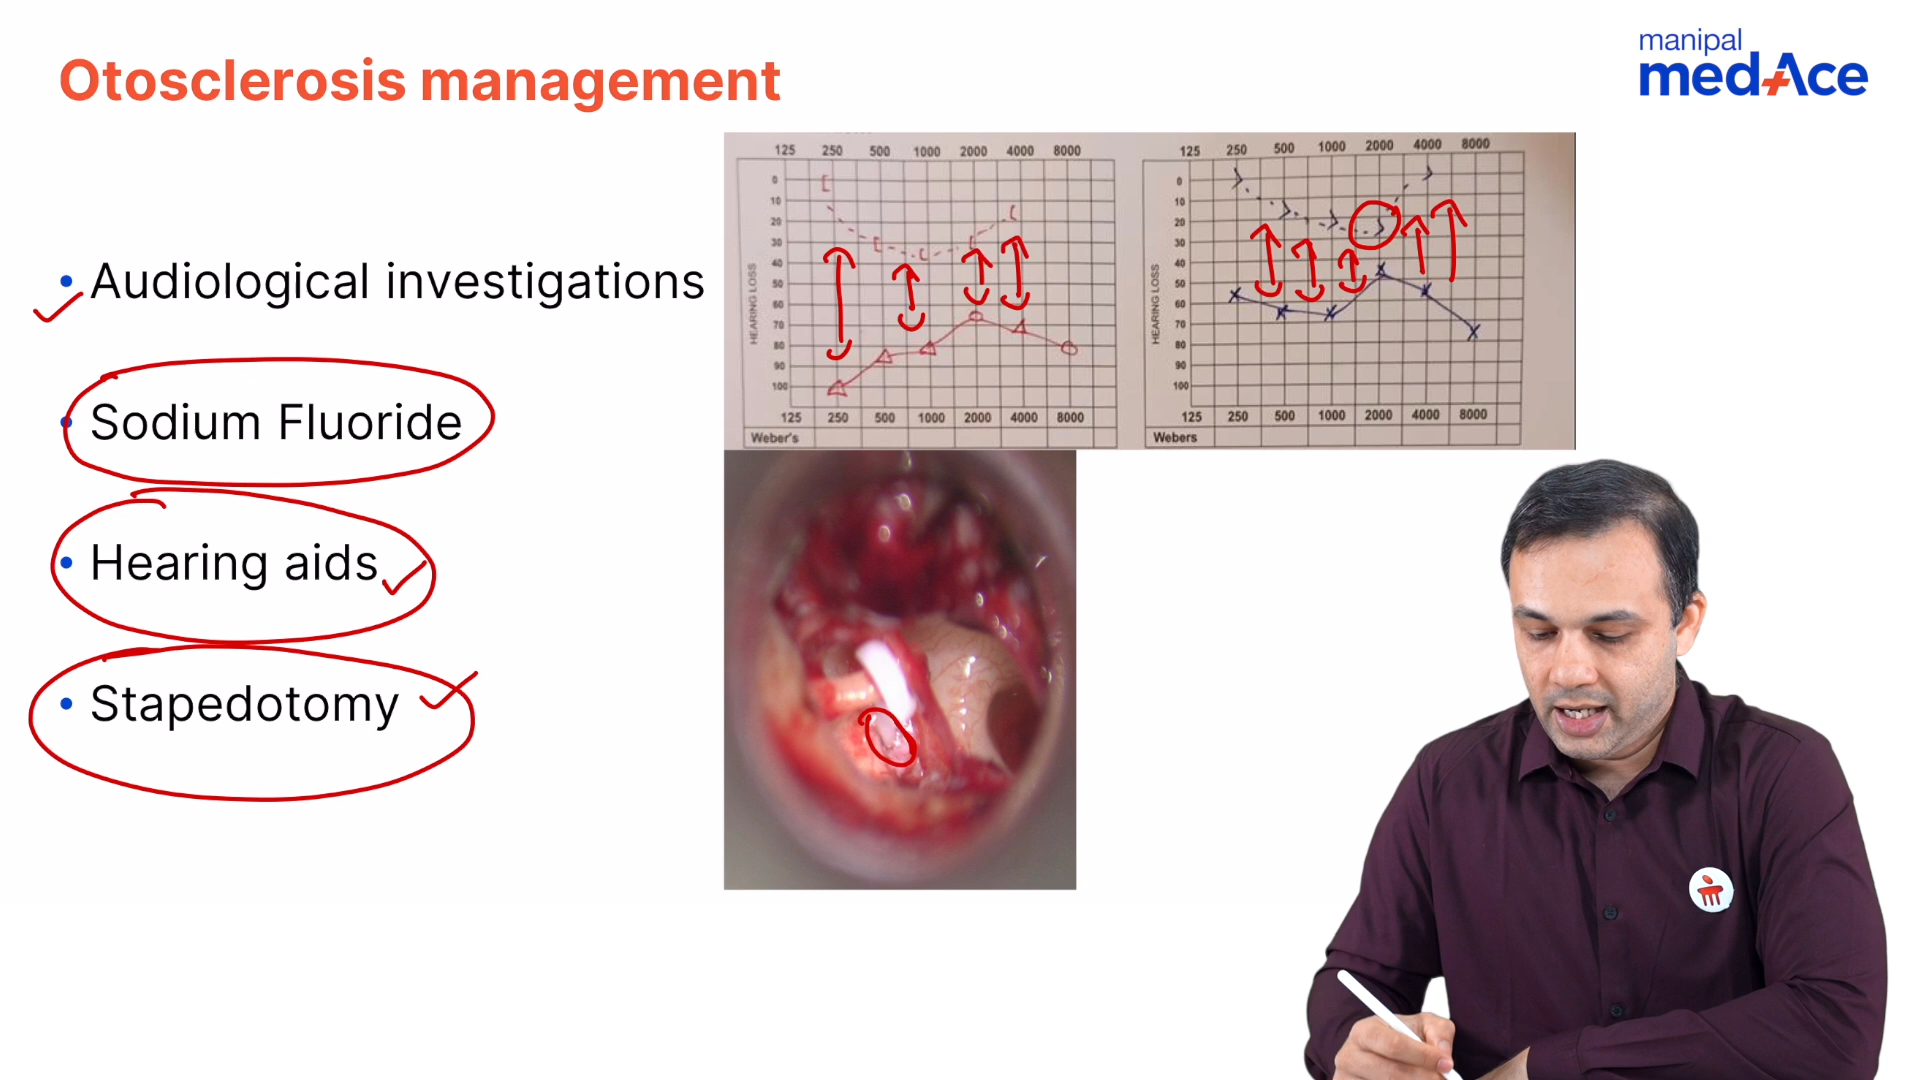 Otosclerosis management
manipal
medAce
• Audiological investigations
• Sodium Fluoride
• Hearing aids
• Stapedotomy
125 250 500 1000 2000 4000 8000
0
10
20
30
40
50
60
70
80
90
100
HEARING LOSS
125 250 500 1000 2000 4000 8000
Weber's
125 250 500 1000 2000 4000 8000
0
10
20
30
40
50
60
70
80
90
100
HEARING LOSS
125 250 500 1000 2000 4000 8000
Webers